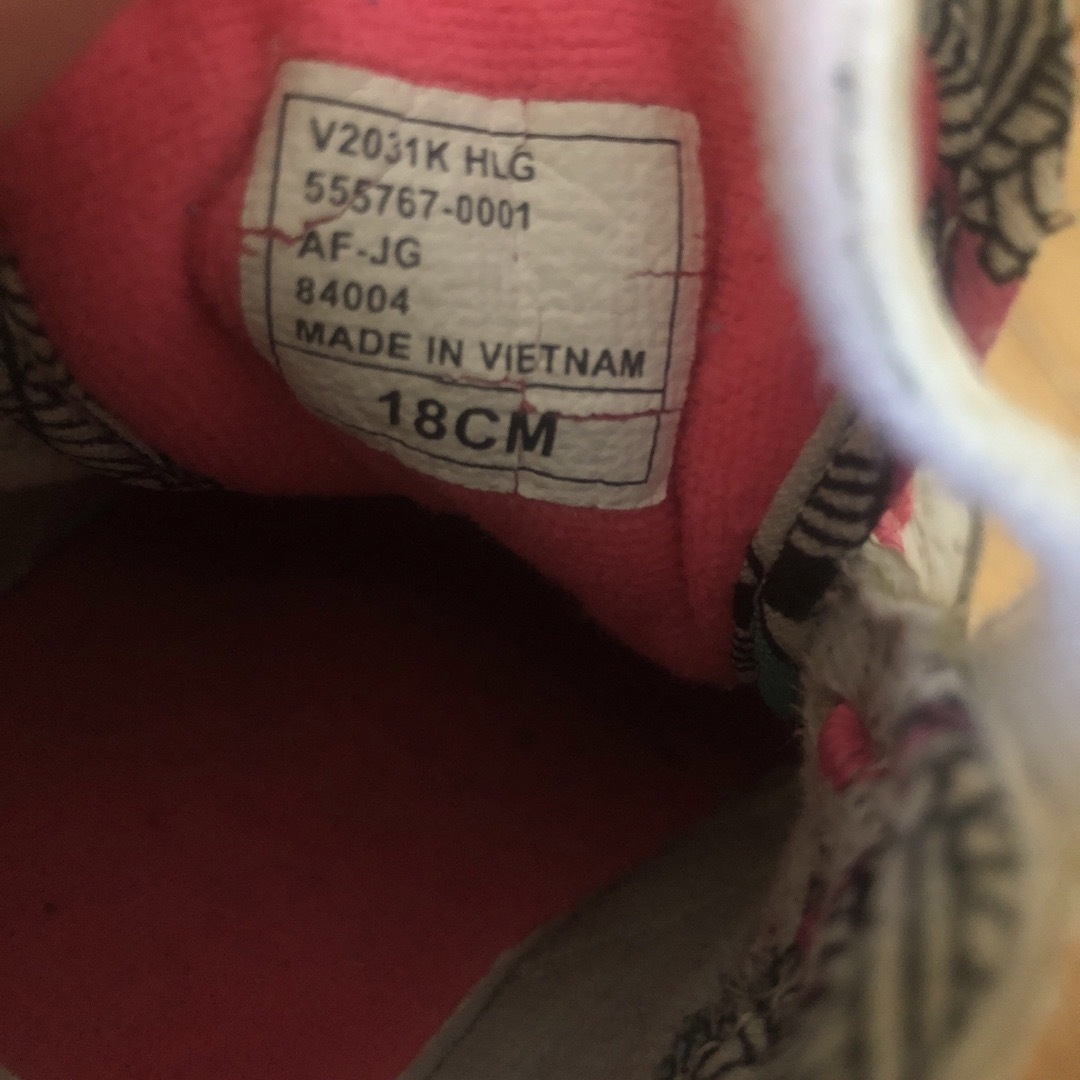 V2031K HLG
555767-0001
AF-JG
84004
MADE IN VIETNAM
18CM